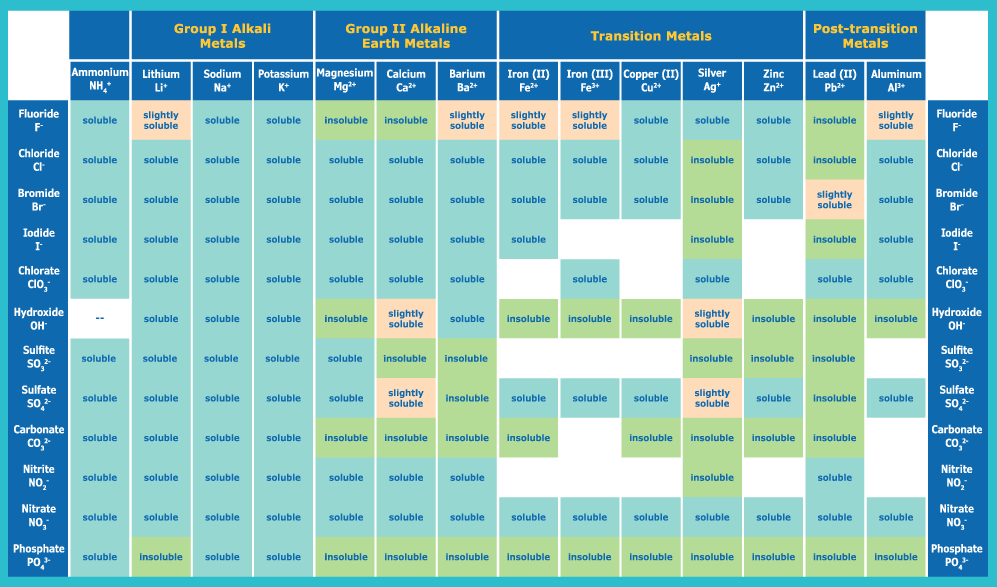 Group I Alkali Metals Group II Alkaline Earth Metals Transition Metals Post-transition Metals
Ammonium NH₄⁺ Lithium Li⁺ Sodium Na⁺ Potassium K⁺ Magnesium Mg²⁺ Calcium Ca²⁺ Barium Ba²⁺ Iron (II) Fe²⁺ Iron (III) Fe³⁺ Copper (II) Cu²⁺ Silver Ag⁺ Zinc Zn²⁺ Lead (II) Pb²⁺ Aluminum Al³⁺
Fluoride F⁻ soluble slightly soluble soluble soluble insoluble insoluble slightly soluble slightly soluble slightly soluble soluble soluble soluble insoluble slightly soluble Fluoride F⁻
Chloride Cl⁻ soluble soluble soluble soluble soluble soluble soluble soluble soluble soluble insoluble soluble insoluble soluble Chloride Cl⁻
Bromide Br⁻ soluble soluble soluble soluble soluble soluble soluble soluble soluble soluble insoluble soluble slightly soluble soluble Bromide Br⁻
Iodide I⁻ soluble soluble soluble soluble soluble soluble soluble soluble insoluble insoluble soluble Iodide I⁻
Chlorate ClO₃⁻ soluble soluble soluble soluble soluble soluble soluble soluble soluble soluble soluble Chlorate ClO₃⁻
Hydroxide OH⁻ -- soluble soluble soluble insoluble slightly soluble soluble insoluble insoluble insoluble slightly soluble insoluble insoluble insoluble Hydroxide OH⁻
Sulfite SO₃²⁻ soluble soluble soluble soluble soluble insoluble insoluble insoluble insoluble insoluble Sulfite SO₃²⁻
Sulfate SO₄²⁻ soluble soluble soluble soluble soluble slightly soluble insoluble soluble soluble soluble slightly soluble soluble insoluble soluble Sulfate SO₄²⁻
Carbonate CO₃²⁻ soluble soluble soluble soluble insoluble insoluble insoluble insoluble insoluble insoluble insoluble insoluble Carbonate CO₃²⁻
Nitrite NO₂⁻ soluble soluble soluble soluble soluble soluble soluble insoluble soluble Nitrite NO₂⁻
Nitrate NO₃⁻ soluble soluble soluble soluble soluble soluble soluble soluble soluble soluble soluble soluble soluble soluble Nitrate NO₃⁻
Phosphate PO₄³⁻ soluble insoluble soluble soluble insoluble insoluble insoluble insoluble insoluble insoluble insoluble insoluble insoluble insoluble Phosphate PO₄³⁻